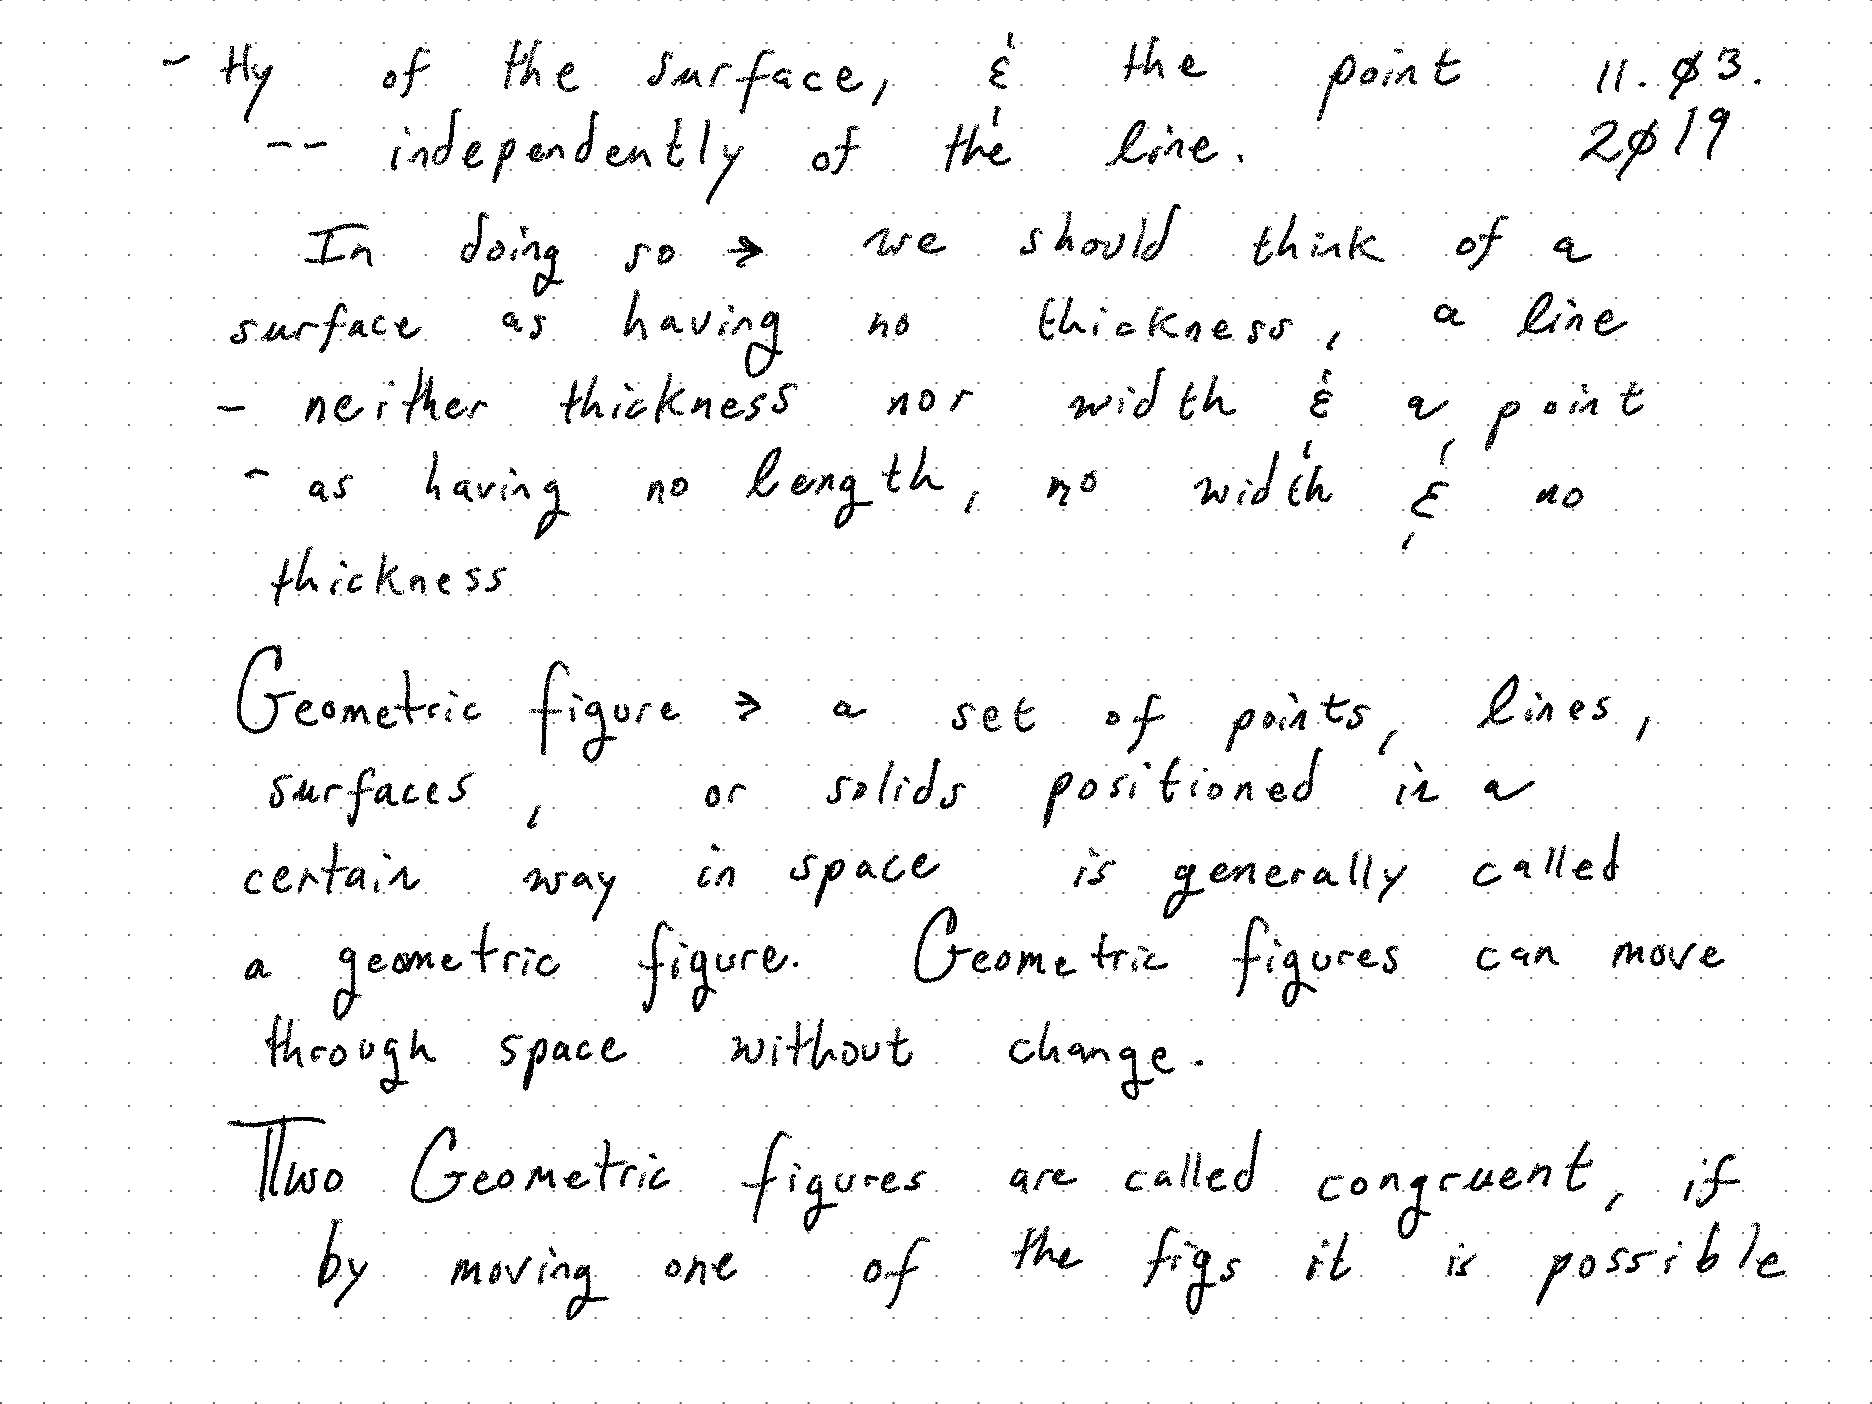 - tly of the surface, & the point 11.ø3.
-- independently of the line. 2ø19
In doing so → we should think of a
surface as having no thickness, a line
- neither thickness nor width & a point
- as having no length, no width & no
thickness
Geometric figure → a set of points, lines,
surfaces, or solids positioned in a
certain way in space is generally called
a geometric figure. Geometric figures can move
through space without change.
Two Geometric figures are called congruent, if
by moving one of the figs it is possible